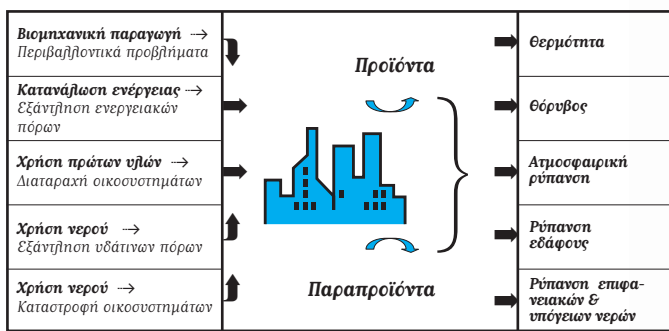 Βιομηχανική παραγωγή ⇢
Περιβαλλοντικά προβλήματα
Κατανάλωση ενέργειας ⇢
Εξάντληση ενεργειακών
πόρων
Χρήση πρώτων υλών ⇢
Διαταραχή οικοσυστημάτων
Χρήση νερού ⇢
Εξάντληση υδάτινων πόρων
Χρήση νερού ⇢
Καταστροφή οικοσυστημάτων
Προϊόντα
Παραπροϊόντα
Θερμότητα
Θόρυβος
Ατμοσφαιρική
ρύπανση
Ρύπανση
εδάφους
Ρύπανση επιφα-
νειακών &
υπόγειων νερών